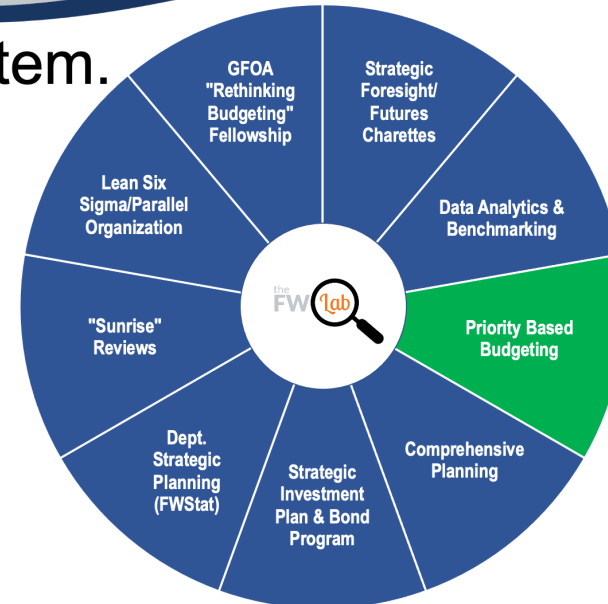 tem.
GFOA
"Rethinking
Budgeting"
Fellowship
Strategic
Foresight/
Futures
Charettes
Data Analytics &
Benchmarking
Priority Based
Budgeting
Comprehensive
Planning
Strategic
Investment
Plan & Bond
Program
Dept.
Strategic
Planning
(FWStat)
"Sunrise"
Reviews
Lean Six
Sigma/Parallel
Organization
the
FW Lab